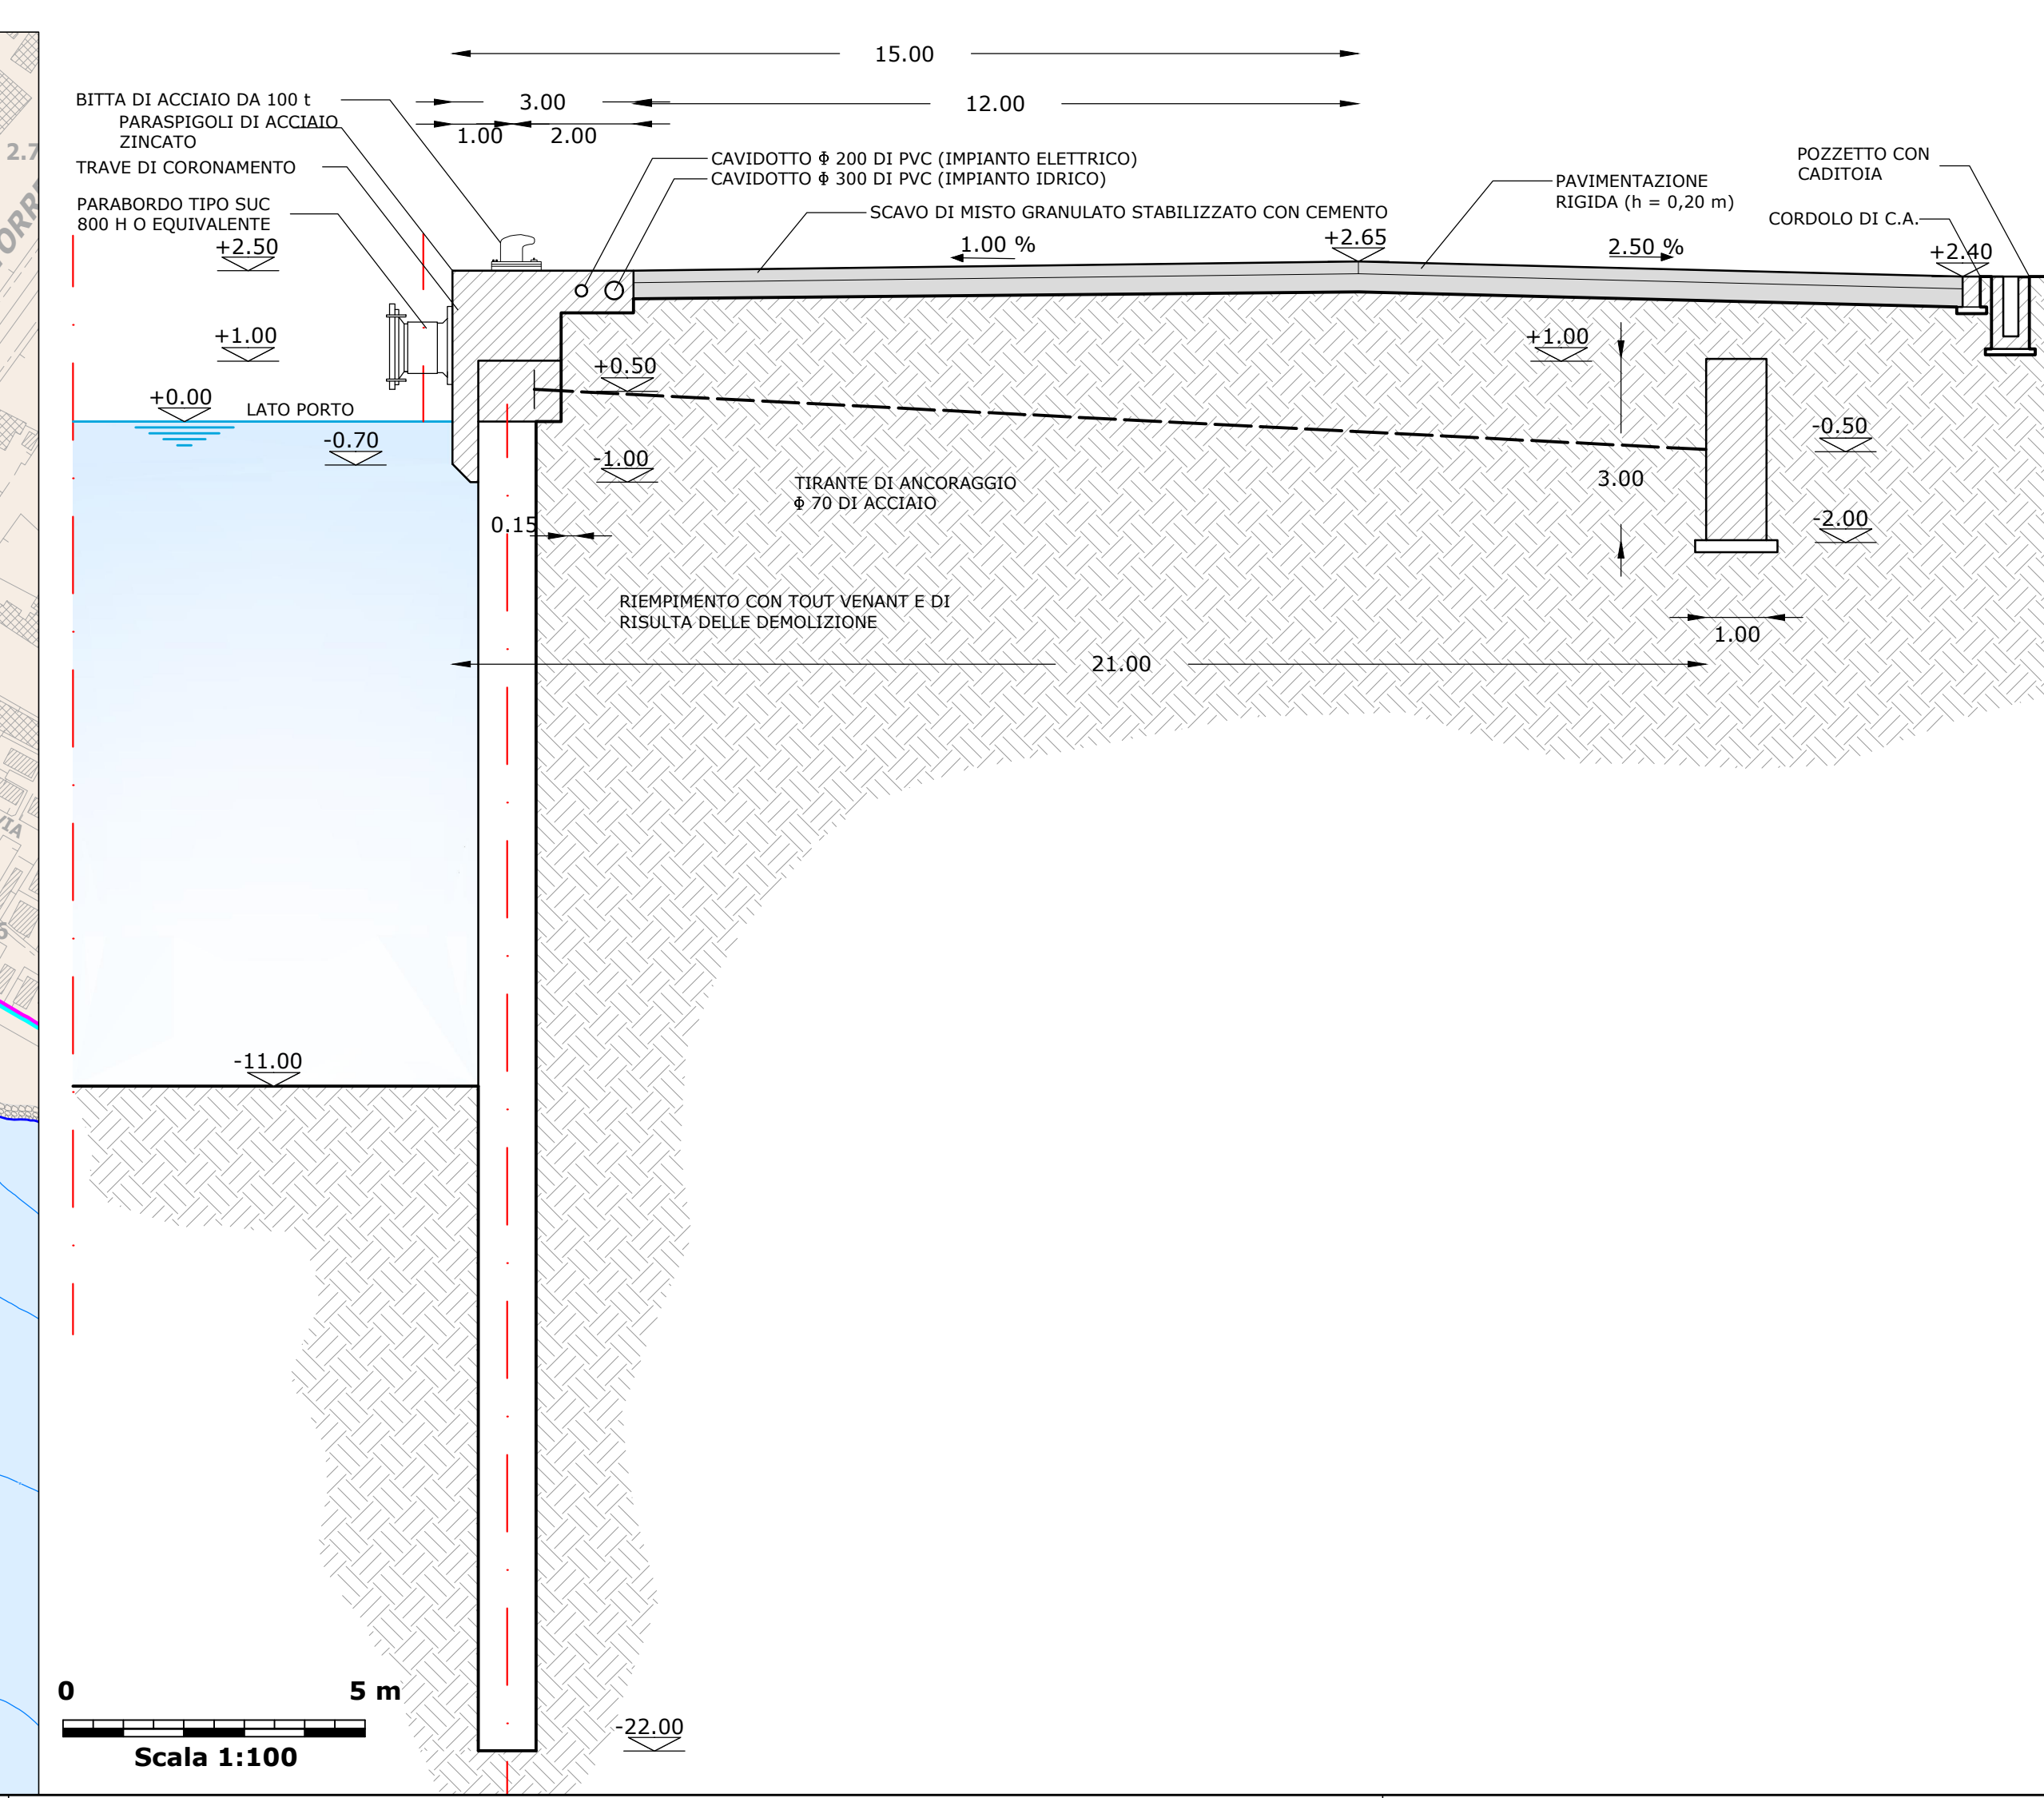 15.00
BITTA DI ACCIAIO DA 100 t
3.00
12.00
PARASPIGOLI DI ACCIAIO
ZINCATO
1.00
2.00
TRAVE DI CORONAMENTO
CAVIDOTTO Φ 200 DI PVC (IMPIANTO ELETTRICO)
CAVIDOTTO Φ 300 DI PVC (IMPIANTO IDRICO)
POZZETTO CON
CADITOIA
PARABORDO TIPO SUC
800 H O EQUIVALENTE
SCAVO DI MISTO GRANULATO STABILIZZATO CON CEMENTO
PAVIMENTAZIONE
RIGIDA (h = 0,20 m)
CORDOLO DI C.A.
+2.50
1.00 %
+2.65
2.50 %
+2.40
+1.00
+1.00
+0.50
+0.00
LATO PORTO
-0.70
-0.50
-1.00
TIRANTE DI ANCORAGGIO
Φ 70 DI ACCIAIO
3.00
0.15
-2.00
RIEMPIMENTO CON TOUT VENANT E DI
RISULTA DELLE DEMOLIZIONE
1.00
21.00
-11.00
2.7
VIA
0
5 m
Scala 1:100
-22.00